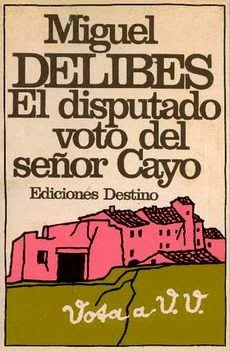 Miguel
DELIBES
El disputado
voto del
señor Cayo
Ediciones Destino
Vota a V.V.